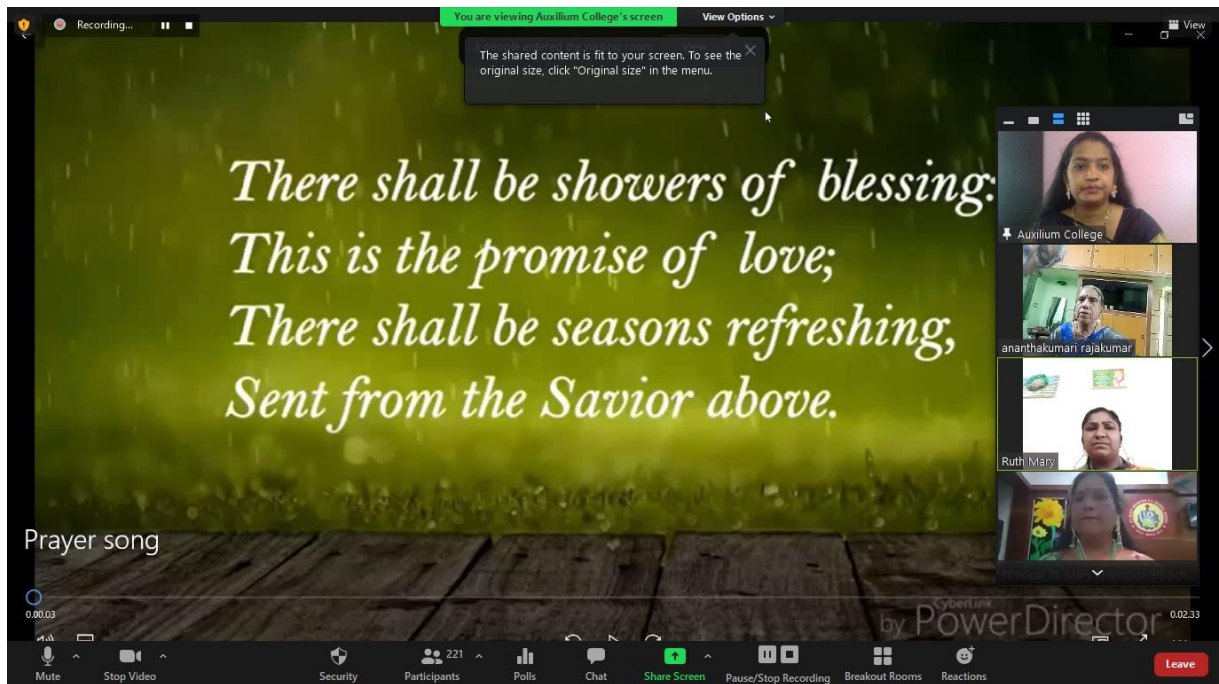 Recording...
You are viewing Auxilium College's screen
View Options
View
The shared content is fit to your screen. To see the
original size, click "Original size" in the menu.
There shall be showers of blessing:
This is the promise of love;
There shall be seasons refreshing,
Sent from the Savior above.
Auxilium College
ananthakumari rajakumar
Ruth Mary
Prayer song
0.00.03
CyberLink
by PowerDirector
0.02.33
Mute
Stop Video
Security
221
Participants
Polls
Chat
Share Screen
Pause/Stop Recording
Breakout Rooms
Reactions
Leave